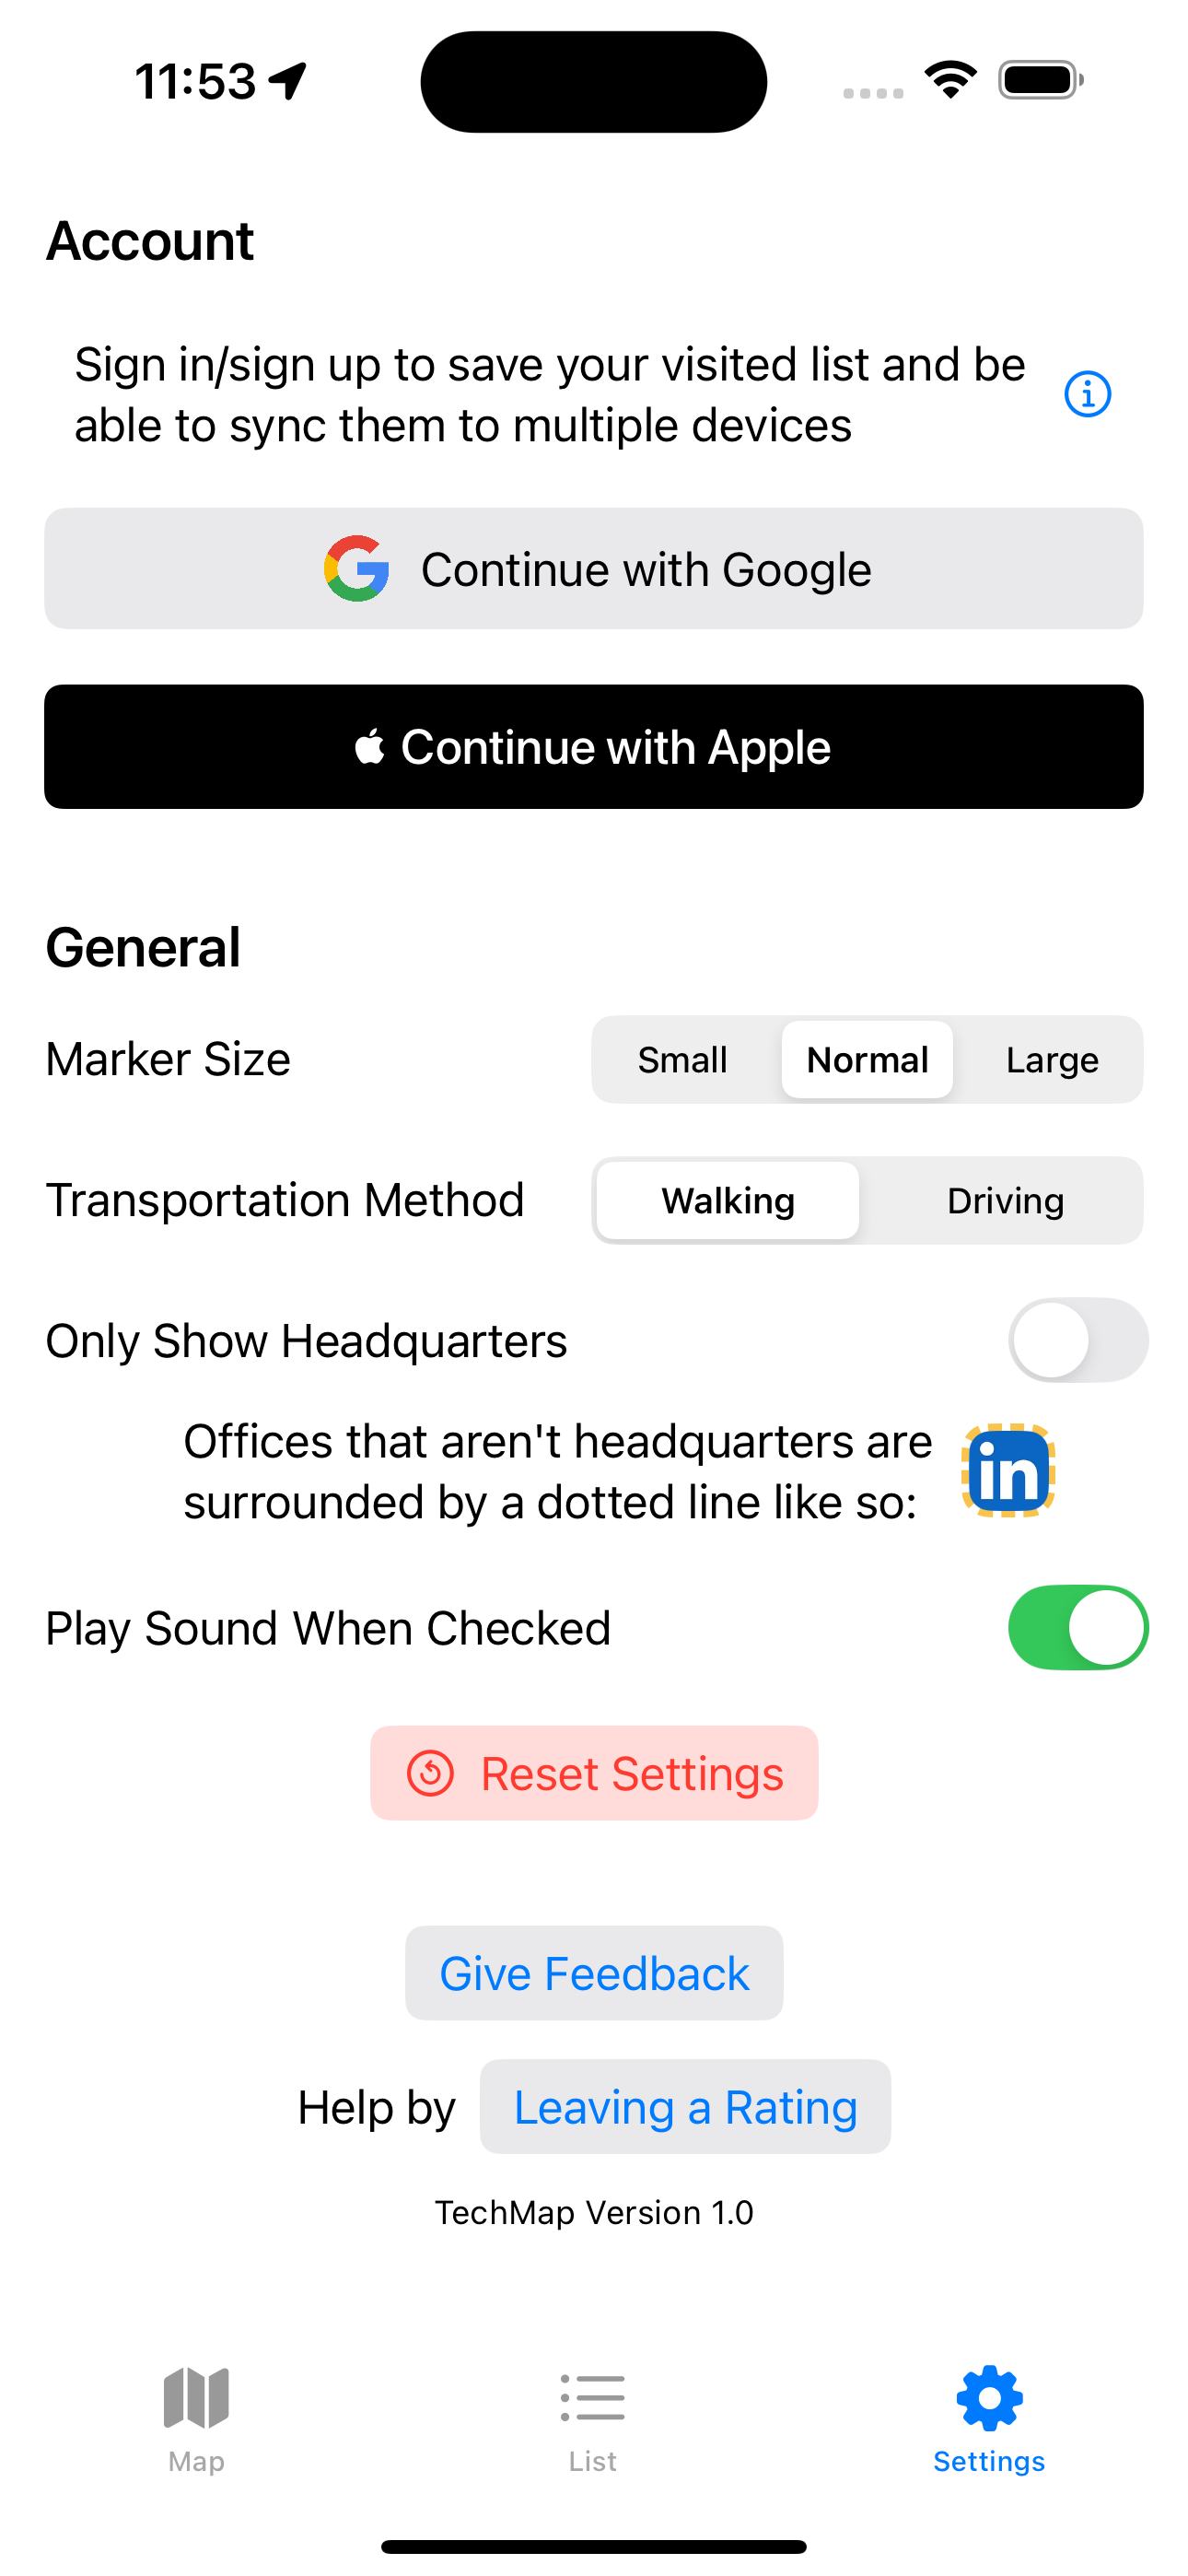 11:53
Account
Sign in/sign up to save your visited list and be
able to sync them to multiple devices
Continue with Google
Continue with Apple
General
Marker Size
Small Normal Large
Transportation Method
Walking Driving
Only Show Headquarters
Offices that aren't headquarters are
surrounded by a dotted line like so:
in
Play Sound When Checked
Reset Settings
Give Feedback
Help by Leaving a Rating
TechMap Version 1.0
Map List Settings